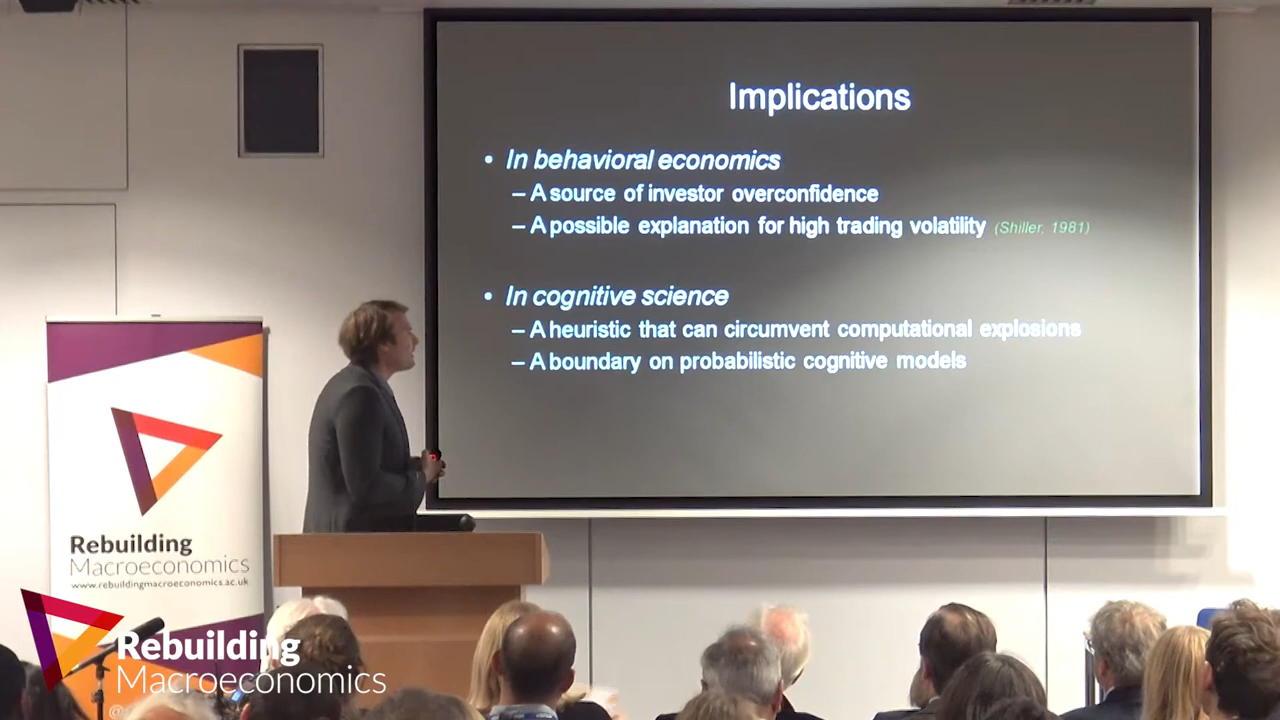 Implications
• In behavioral economics
– A source of investor overconfidence
– A possible explanation for high trading volatility (Shiller, 1981)
• In cognitive science
– A heuristic that can circumvent computational explosions
– A boundary on probabilistic cognitive models
Rebuilding
Macroeconomics
www.rebuildingmacroeconomics.ac.uk
Rebuilding
Macroeconomics